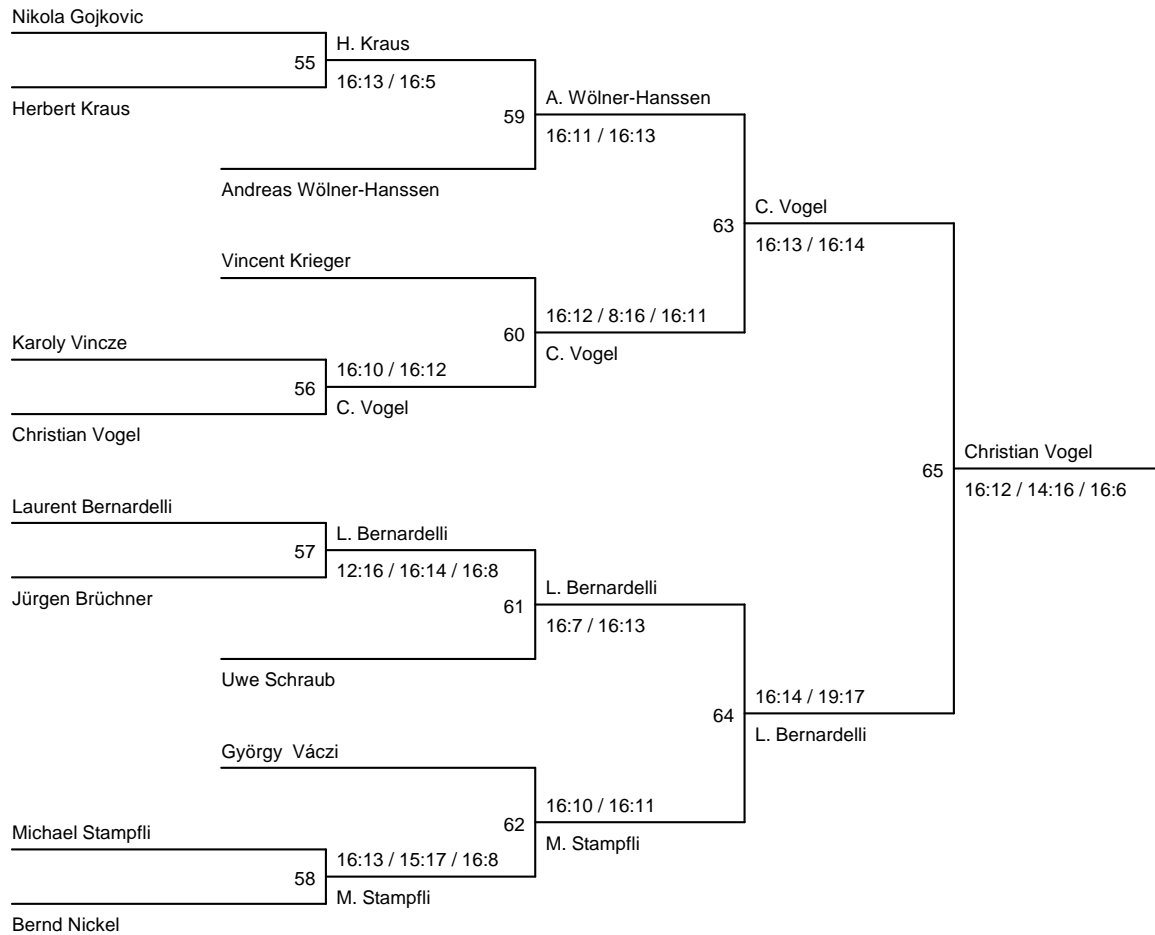 Nikola Gojkovic
H. Kraus
55
16:13 / 16:5
Herbert Kraus
A. Wölner-Hanssen
59
16:11 / 16:13
Andreas Wölner-Hanssen
C. Vogel
63
16:13 / 16:14
Vincent Krieger
16:12 / 8:16 / 16:11
60
Karoly Vincze
C. Vogel
16:10 / 16:12
56
C. Vogel
Christian Vogel
Christian Vogel
65
16:12 / 14:16 / 16:6
Laurent Bernardelli
L. Bernardelli
57
12:16 / 16:14 / 16:8
Jürgen Brüchner
L. Bernardelli
61
16:7 / 16:13
Uwe Schraub
16:14 / 19:17
64
L. Bernardelli
György  Váczi
16:10 / 16:11
62
Michael Stampfli
M. Stampfli
16:13 / 15:17 / 16:8
58
M. Stampfli
Bernd Nickel